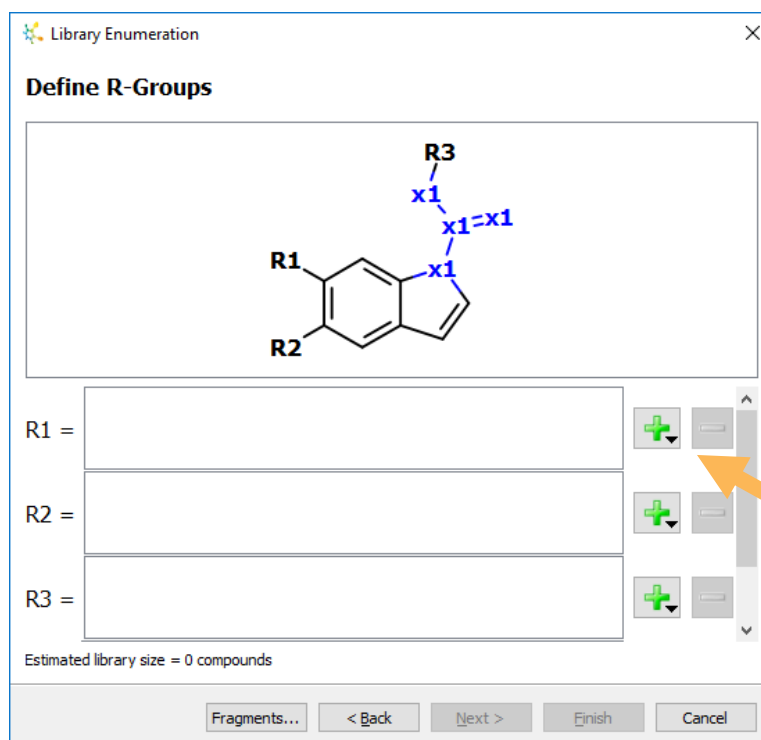 Library Enumeration
Define R-Groups
R3
x1
x1 x1
R1 x1
R2
R1 =
R2 =
R3 =
Estimated library size = 0 compounds
Fragments... < Back Next > Finish Cancel